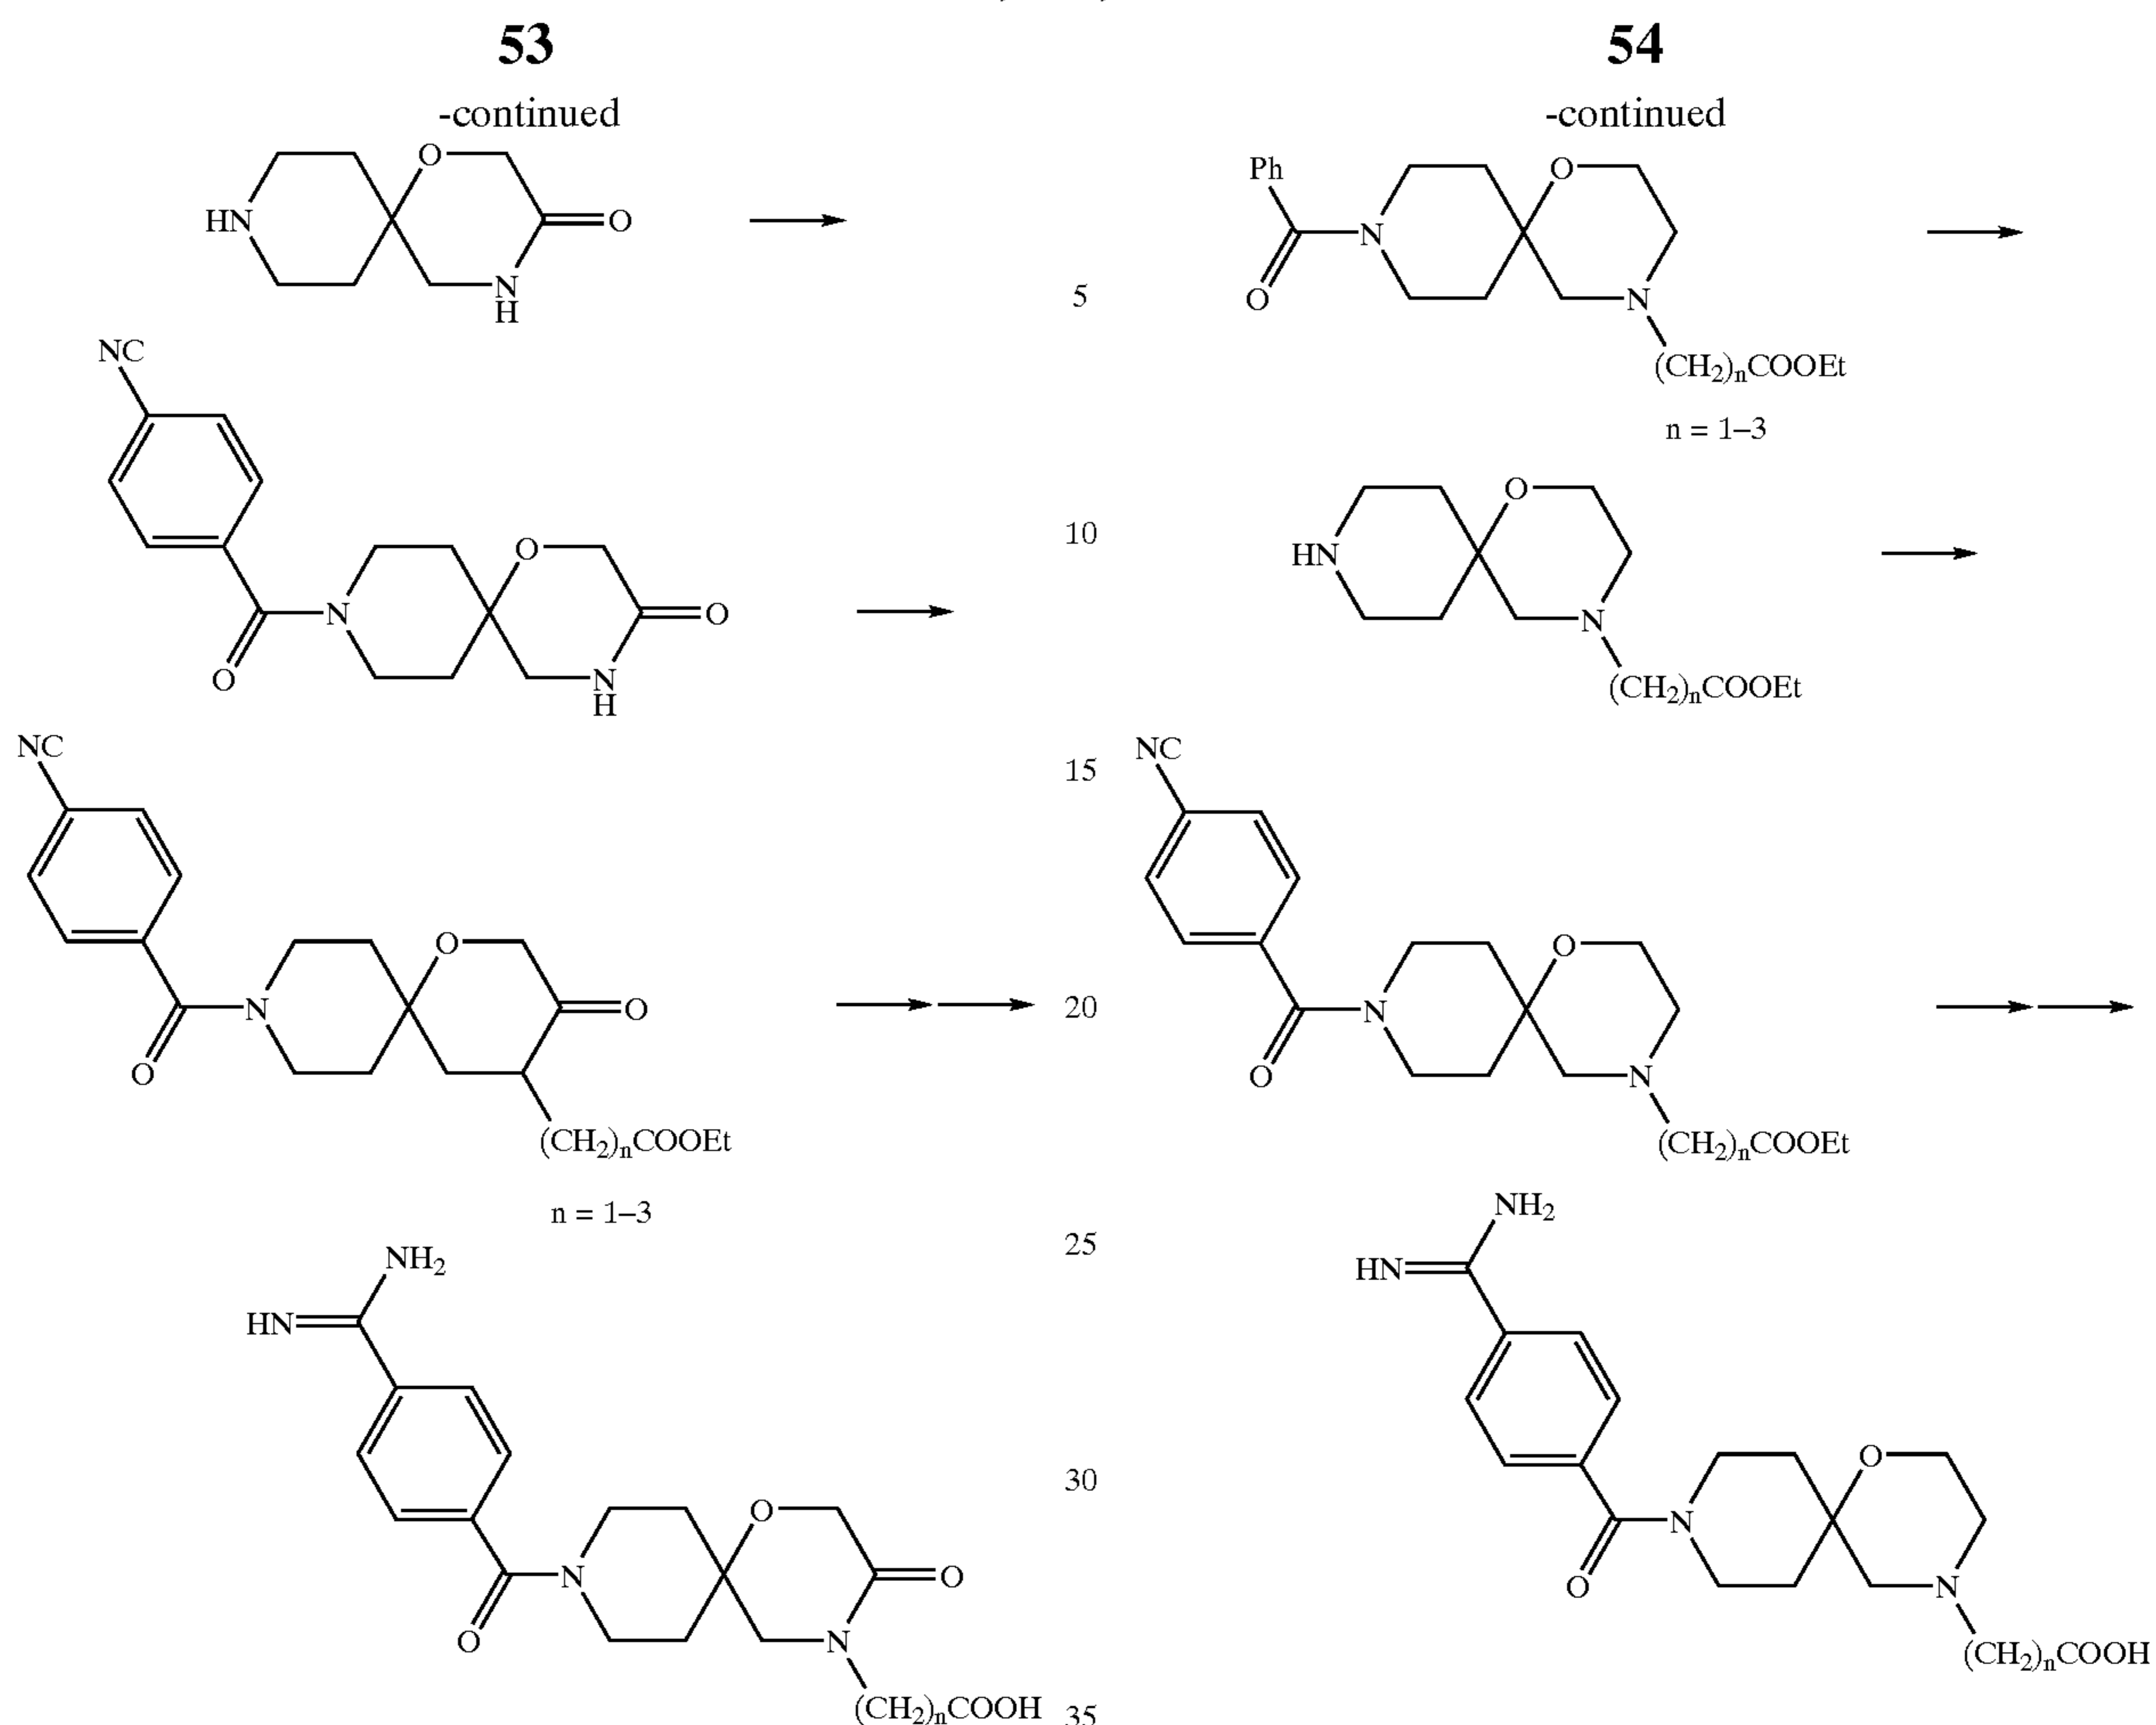 53
-continued
O
HN
O
N
H
NC
O
N
O
O
N
H
NC
O
N
O
O
(CH2)nCOOEt
n = 1–3
NH2
HN
O
N
O
O
N
(CH2)nCOOH
5
10
15
20
25
30
35
54
-continued
Ph
O
N
O
N
(CH2)nCOOEt
n = 1–3
O
HN
N
(CH2)nCOOEt
NC
O
N
O
N
(CH2)nCOOEt
NH2
HN
O
N
O
N
(CH2)nCOOH